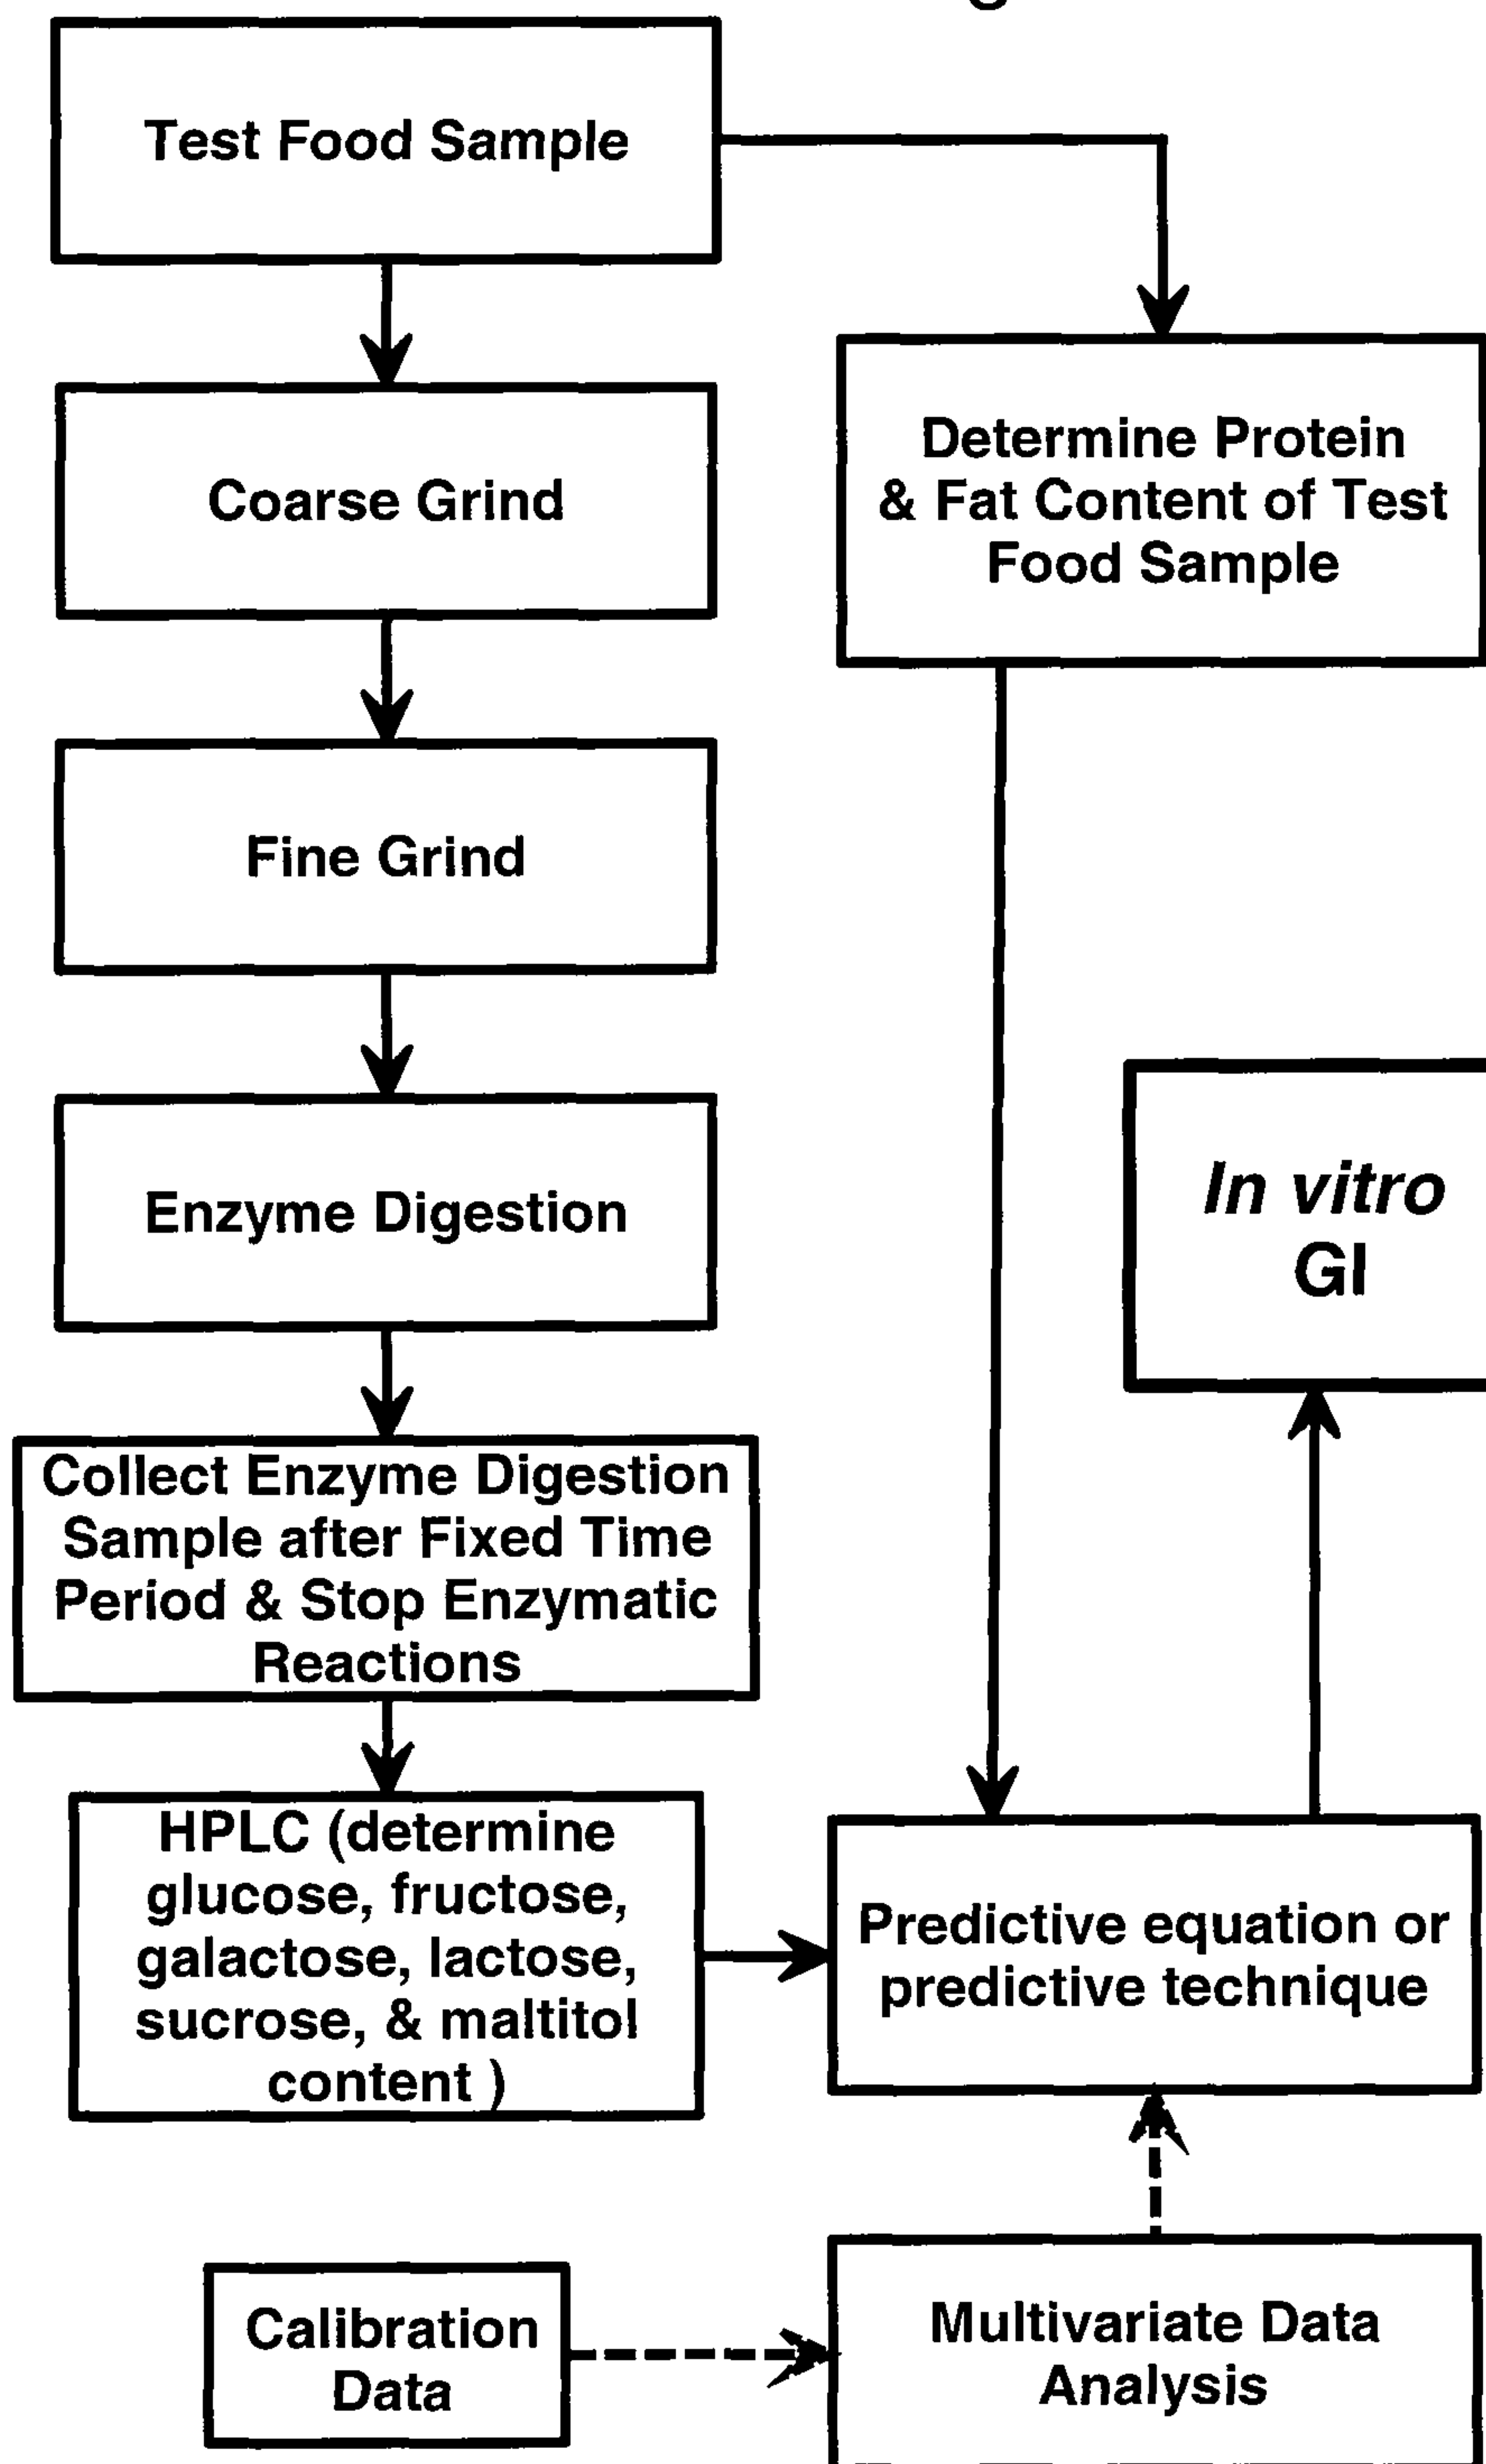 Test Food Sample
Coarse Grind
Determine Protein
& Fat Content of Test
Food Sample
Fine Grind
Enzyme Digestion
In vitro
GI
Collect Enzyme Digestion
Sample after Fixed Time
Period & Stop Enzymatic
Reactions
HPLC (determine
glucose, fructose,
galactose, lactose,
sucrose, & maltitol
content )
Predictive equation or
predictive technique
Calibration
Data
Multivariate Data
Analysis